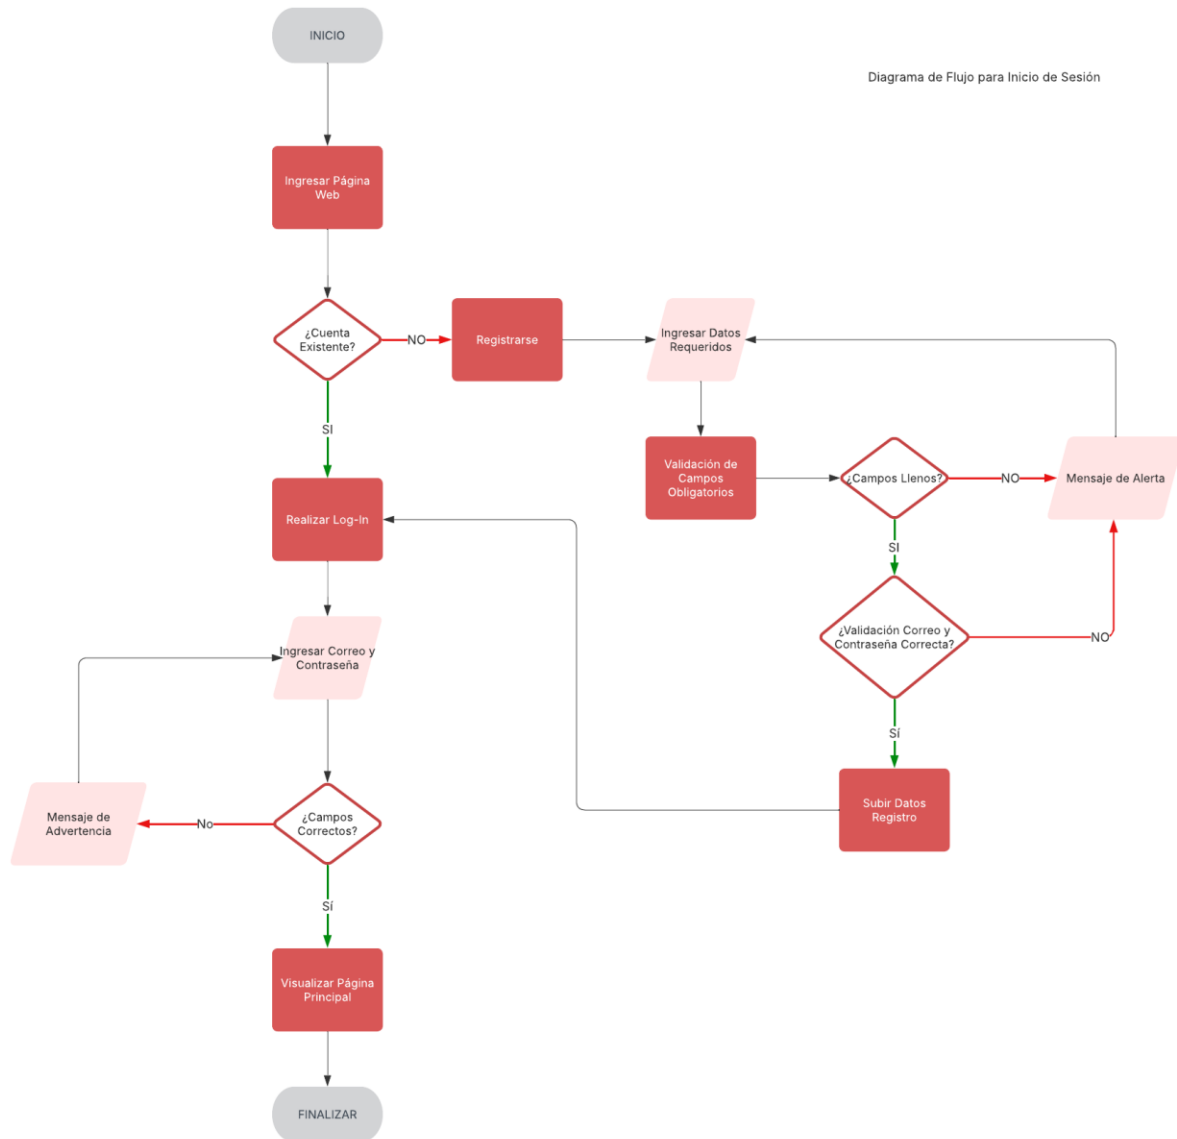 INICIO
Diagrama de Flujo para Inicio de Sesión
Ingresar Página
Web
¿Cuenta
Existente?
NO
Registrarse
Ingresar Datos
Requeridos
SI
Validación de
Campos
Obligatorios
¿Campos Llenos?
NO
Mensaje de Alerta
Realizar Log-In
SI
¿Validación Correo y
Contraseña Correcta?
NO
Ingresar Correo y
Contraseña
Sí
Mensaje de
Advertencia
No
¿Campos
Correctos?
Subir Datos
Registro
Sí
Visualizar Página
Principal
FINALIZAR